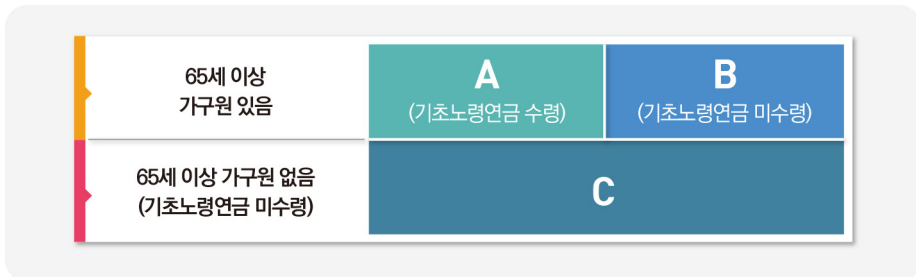 65세 이상
가구원 있음
A
(기초노령연금 수령)
B
(기초노령연금 미수령)
65세 이상 가구원 없음
(기초노령연금 미수령)
C